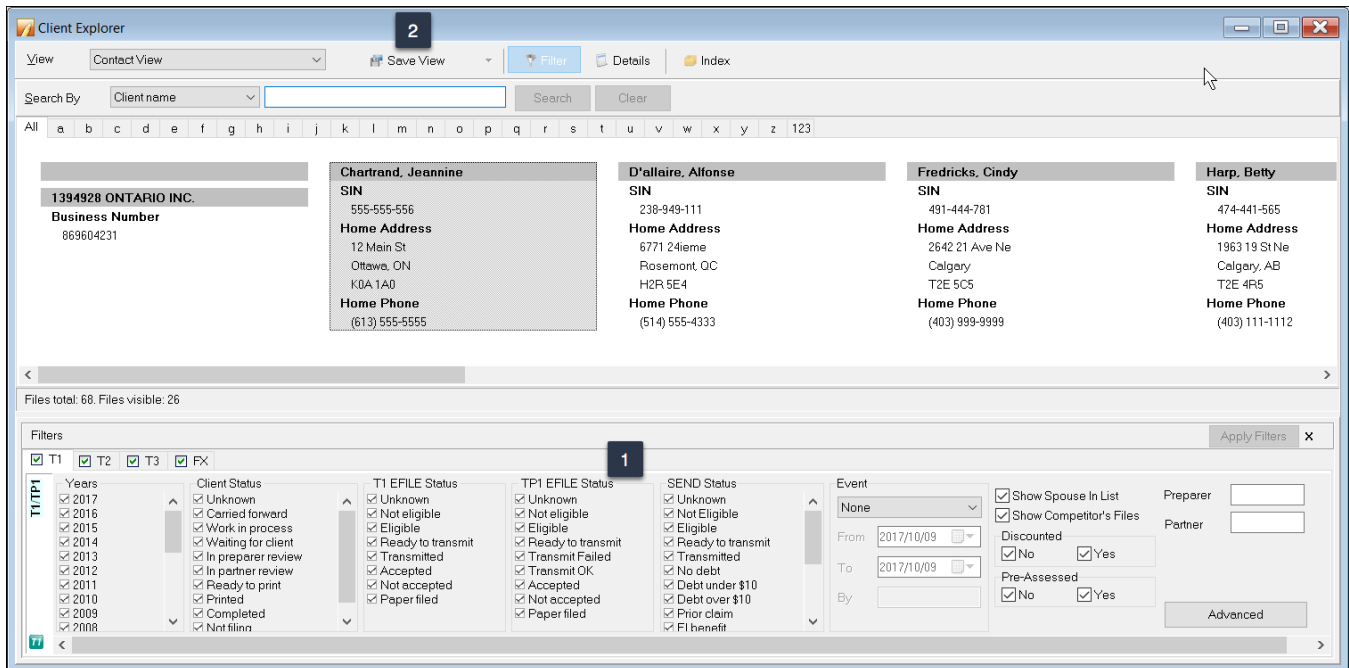 Client Explorer
2
View Contact View Save View Filter Details Index
Search By Client name Search Clear
All a b c d e f g h i j k l m n o p q r s t u v w x y z 123
1394928 ONTARIO INC.
Business Number
869604231
Chartrand, Jeannine
SIN
555-555-556
Home Address
12 Main St
Ottawa, ON
K0A 1A0
Home Phone
(613) 555-5555
D'allaire, Alfonse
SIN
238-949-111
Home Address
6771 24ieme
Rosemont, QC
H2R 5E4
Home Phone
(514) 555-4333
Fredricks, Cindy
SIN
491-444-781
Home Address
2642 21 Ave Ne
Calgary
T2E 5C5
Home Phone
(403) 999-9999
Harp, Betty
SIN
474-441-565
Home Address
1963 19 St Ne
Calgary, AB
T2E 4R5
Home Phone
(403) 111-1112
Files total: 68. Files visible: 26
Filters Apply Filters X
1
T1 T2 T3 FX
T1/TP1
Years
2017
2016
2015
2014
2013
2012
2011
2010
2009
2008
Client Status
Unknown
Carried forward
Work in process
Waiting for client
In preparer review
In partner review
Ready to print
Printed
Completed
Not filing
T1 EFILE Status
Unknown
Not eligible
Eligible
Ready to transmit
Transmitted
Accepted
Not accepted
Paper filed
TP1 EFILE Status
Unknown
Not eligible
Eligible
Ready to transmit
Transmit Failed
Transmit OK
Accepted
Not accepted
Paper filed
SEND Status
Unknown
Not Eligible
Eligible
Ready to transmit
Transmitted
No debt
Debt under $10
Debt over $10
Prior claim
EI benefit
Event
None
From 2017/10/09
To 2017/10/09
By
Show Spouse In List
Show Competitor's Files
Discounted
No Yes
Pre-Assessed
No Yes
Preparer
Partner
Advanced
T1